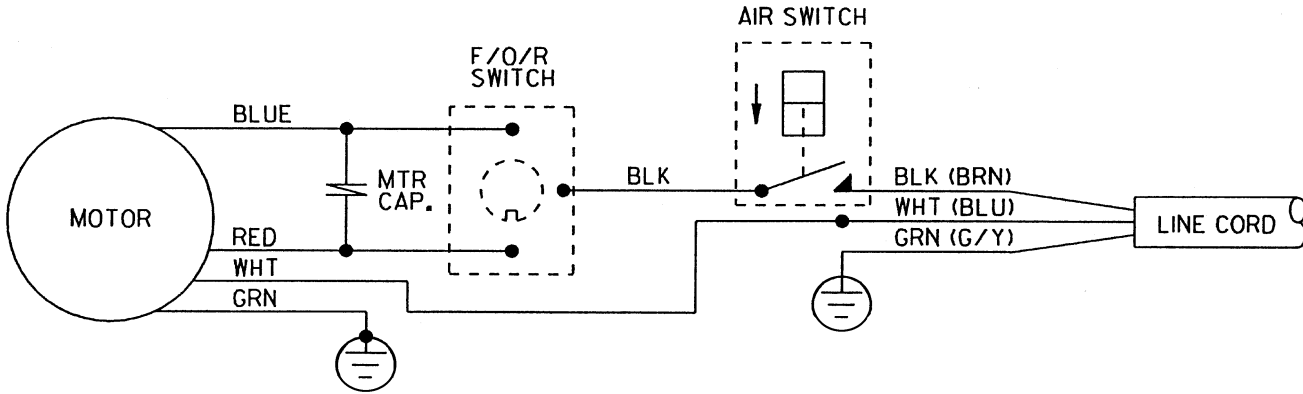 AIR SWITCH
F/O/R
SWITCH
BLUE
MTR
CAP.
BLK
BLK (BRN)
WHT (BLU)
GRN (G/Y)
LINE CORD
MOTOR
RED
WHT
GRN